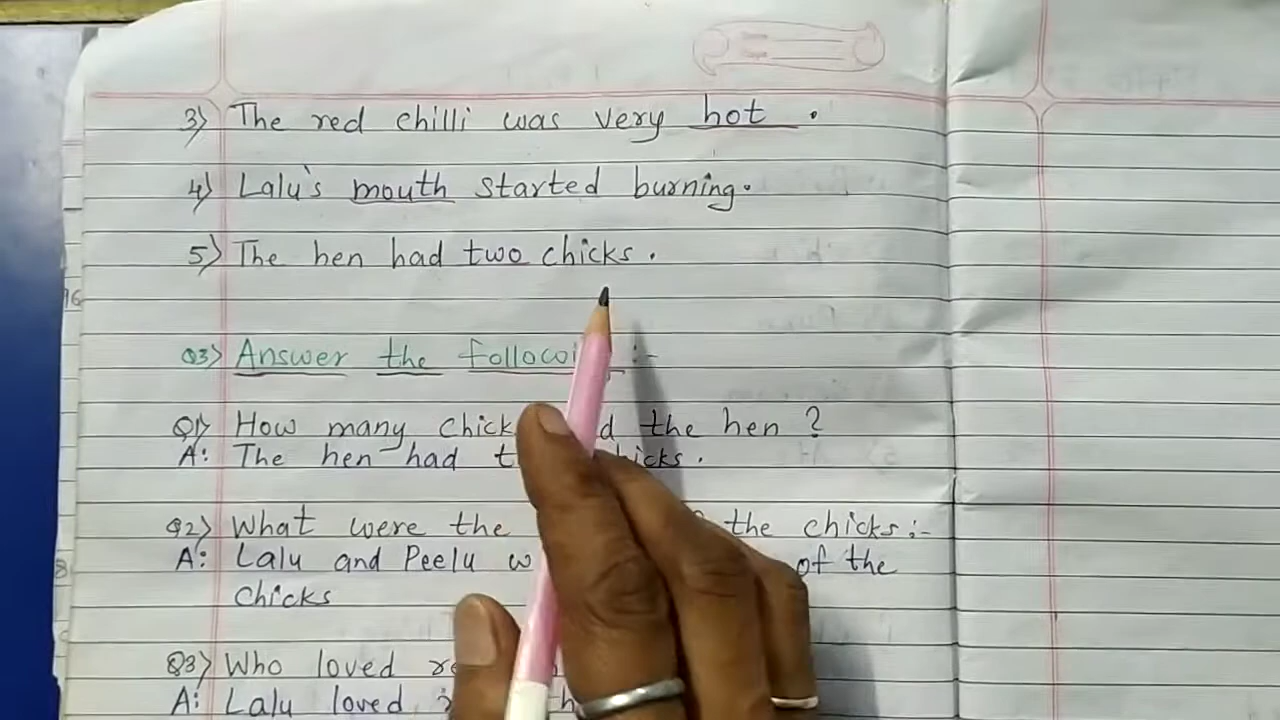 3) The red chilli was very hot .
4) Lalu's mouth started burning.
5) The hen had two chicks .
Q3) Answer the :-
Q1) How many the hen ?
A: The hen had .
Q2) What were the the chicks :-
A: Lalu and Peelu of the
chicks
Q3) Who loved
A: Lalu loved